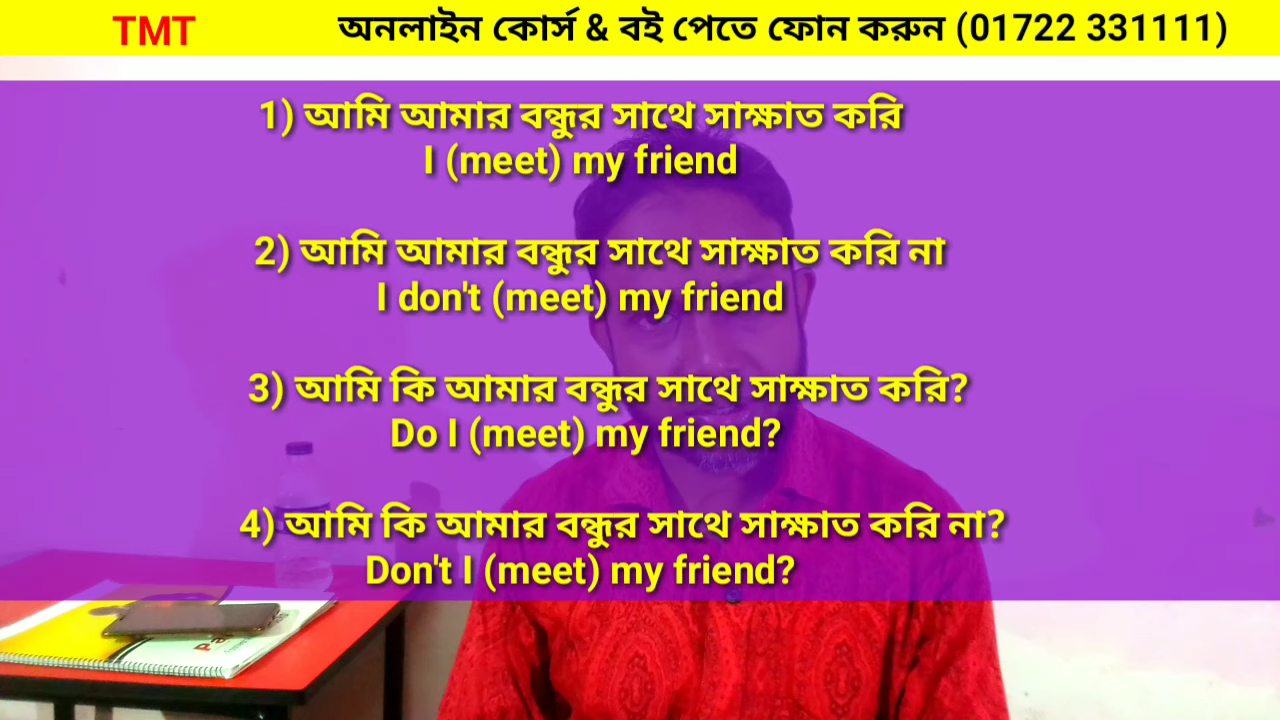 TMT অনলাইন কোর্স & বই পেতে ফোন করুন (01722 331111)
1) আমি আমার বন্ধুর সাথে সাক্ষাত করি
I (meet) my friend
2) আমি আমার বন্ধুর সাথে সাক্ষাত করি না
I don't (meet) my friend
3) আমি কি আমার বন্ধুর সাথে সাক্ষাত করি?
Do I (meet) my friend?
4) আমি কি আমার বন্ধুর সাথে সাক্ষাত করি না?
Don't I (meet) my friend?